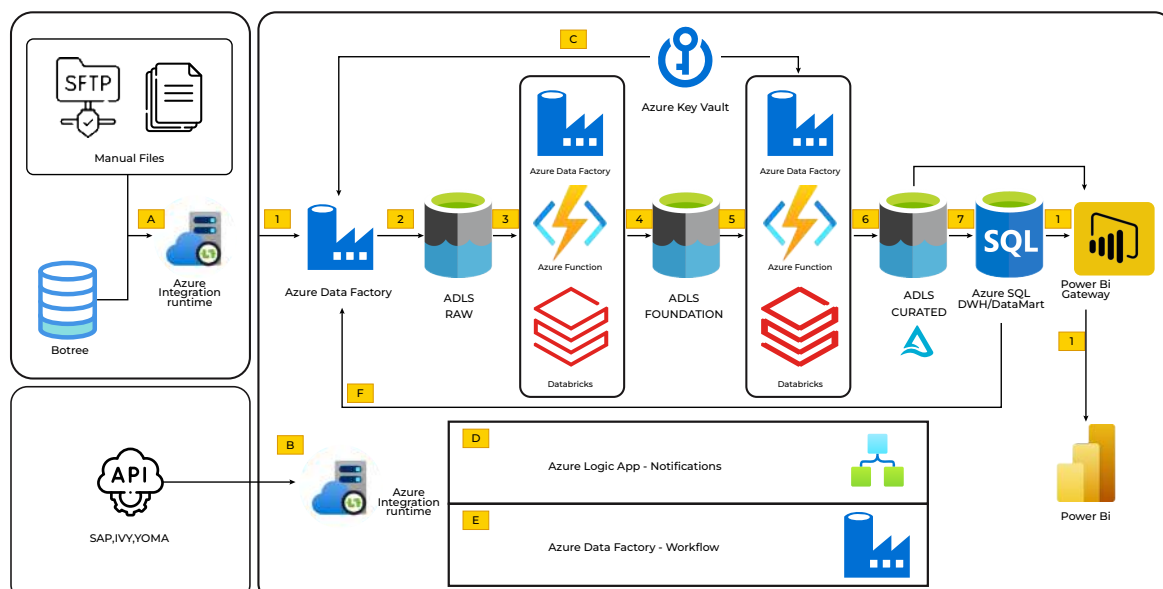 SFTP
Manual Files
A
Azure
Integration
runtime
Botree
API
SAP,IVY,YOMA
B
Azure
Integration
runtime
C
Azure Key Vault
1
Azure Data Factory
2
ADLS
RAW
3
Azure Data Factory
Azure Function
Databricks
4
ADLS
FOUNDATION
5
Azure Data Factory
Azure Function
Databricks
6
ADLS
CURATED
7
SQL
Azure SQL
DWH/DataMart
1
Power Bi
Gateway
1
Power Bi
F
D
Azure Logic App - Notifications
E
Azure Data Factory - Workflow